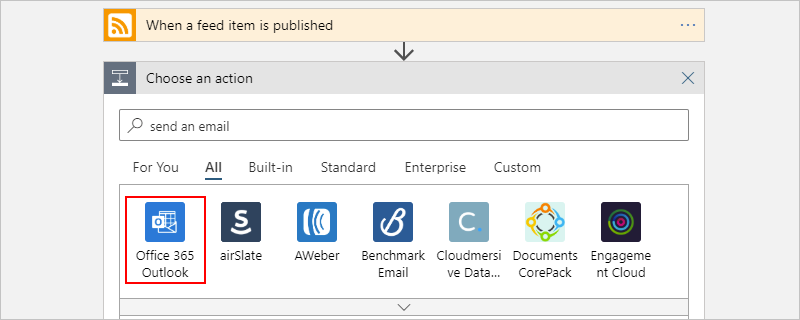 When a feed item is published
Choose an action
send an email
For You All Built-in Standard Enterprise Custom
Office 365 Outlook
airSlate
AWeber
Benchmark Email
Cloudmersive Data...
Documents CorePack
Engagement Cloud